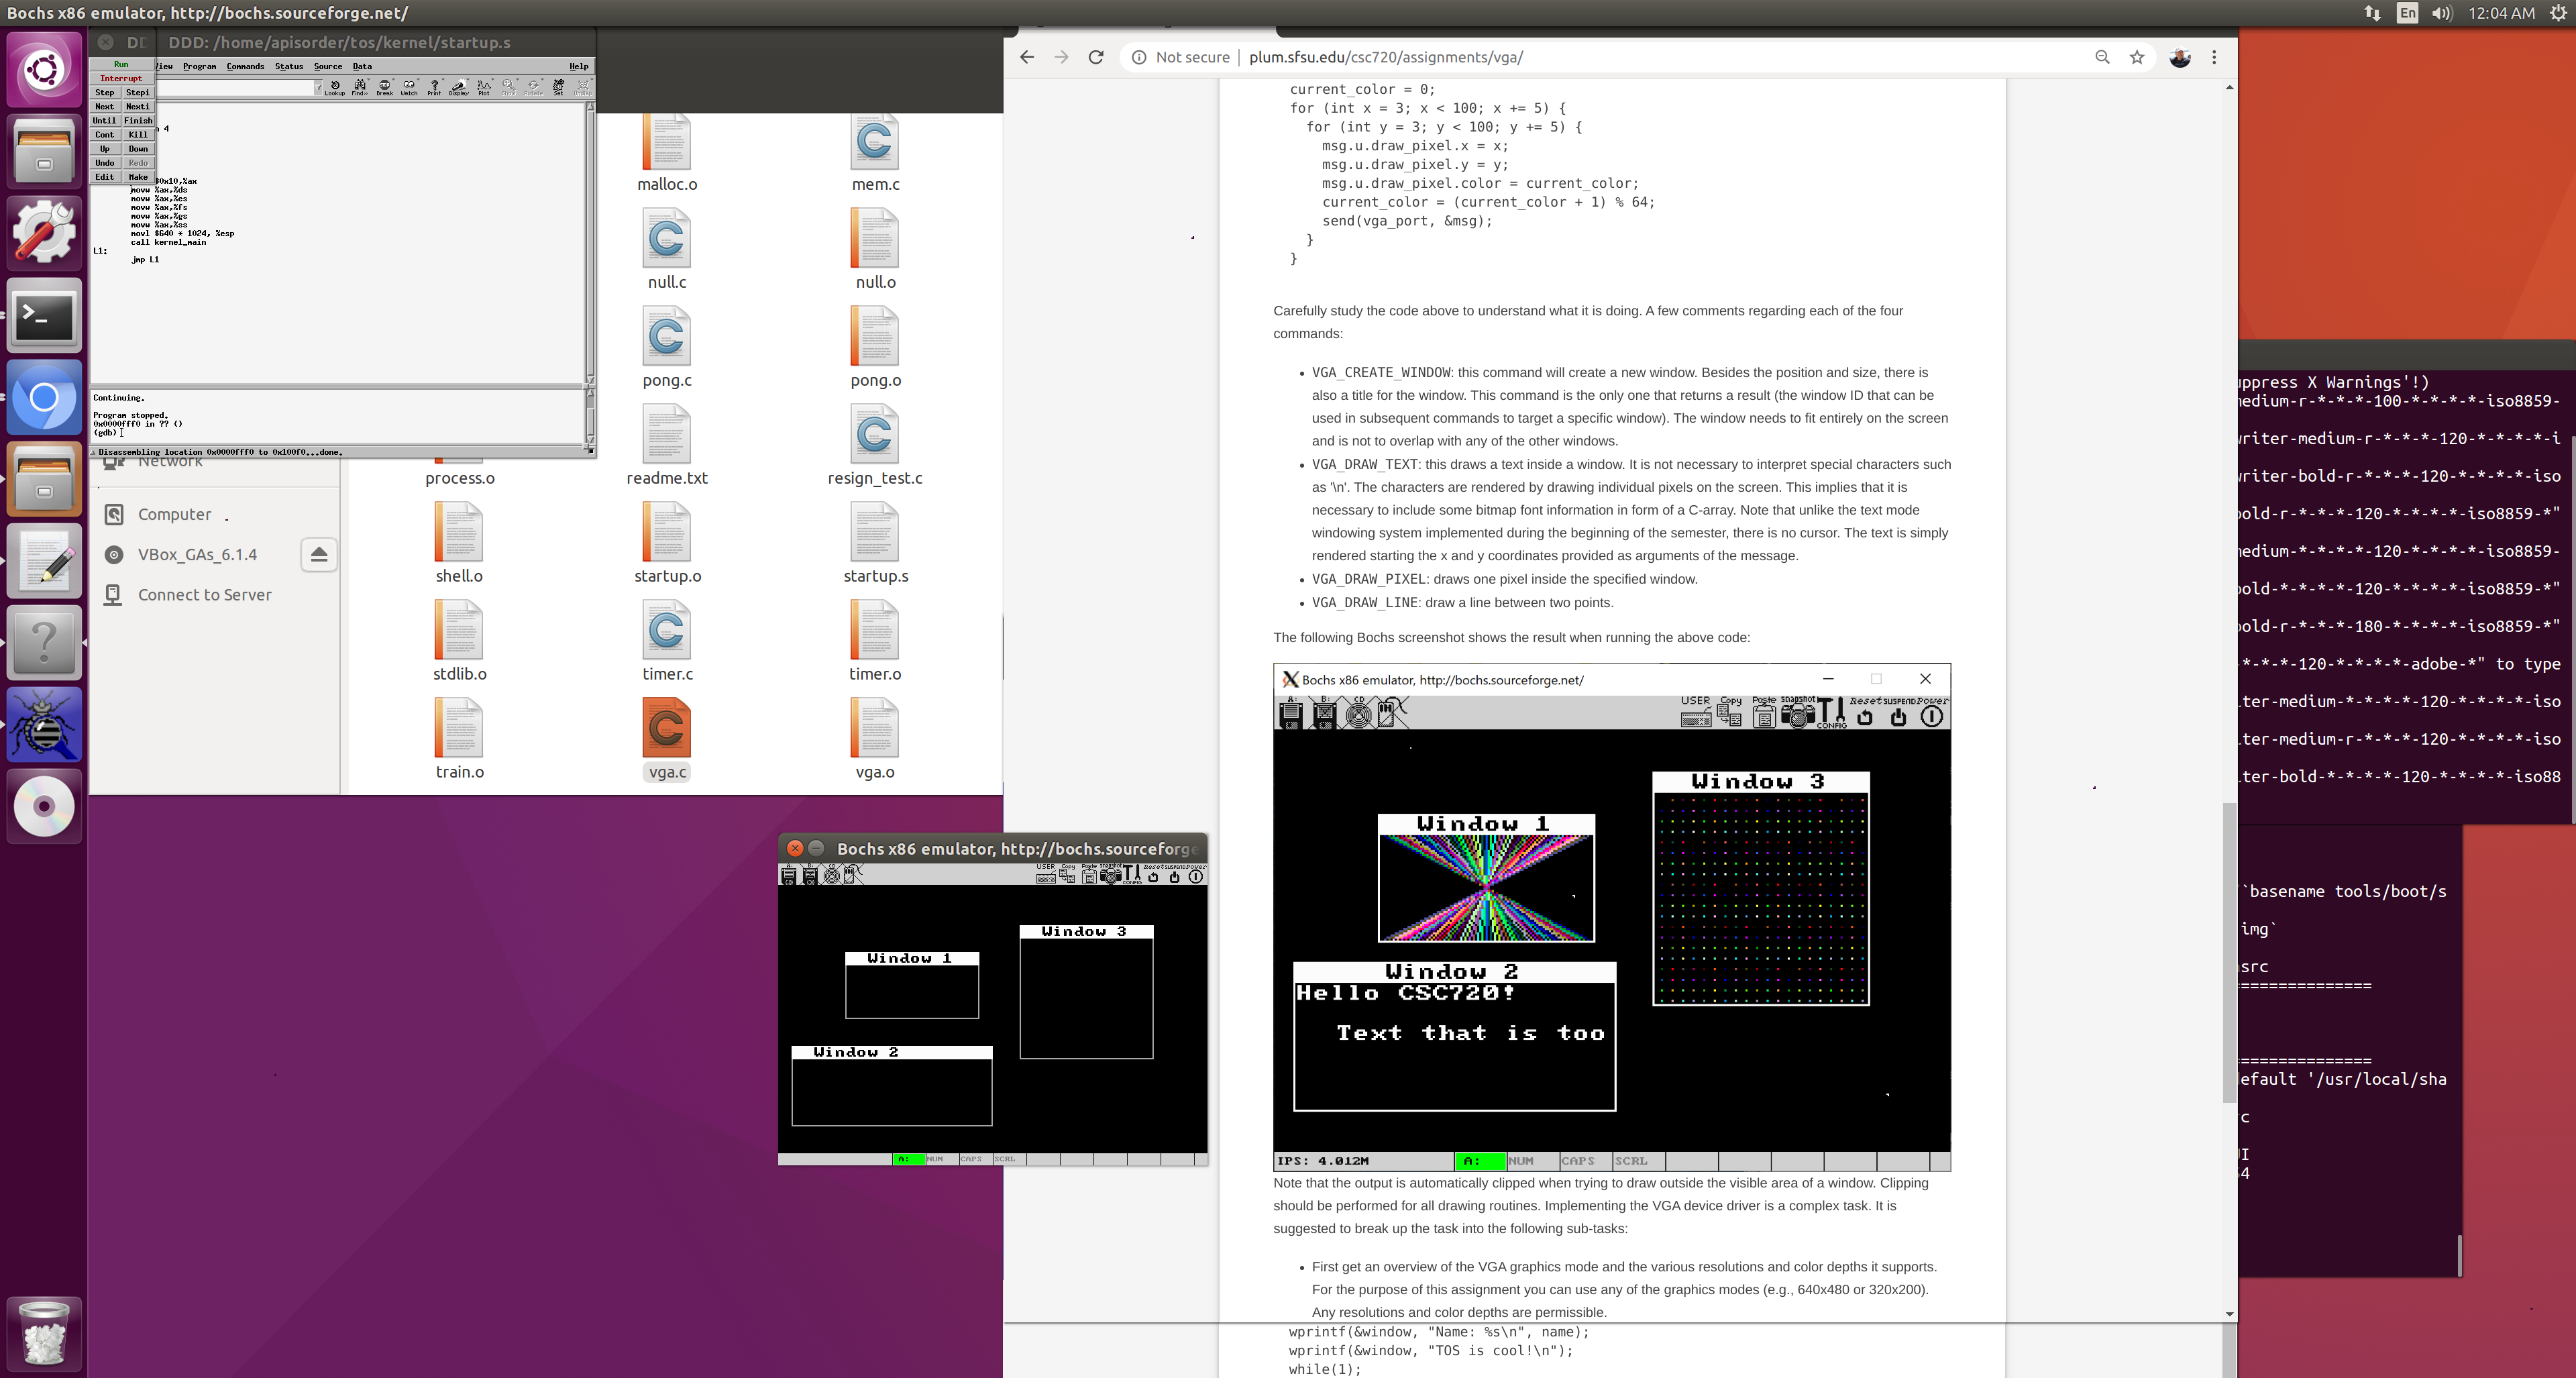 Bochs x86 emulator, http://bochs.sourceforge.net/
En
12:04 AM
DDD: /home/apisorder/tos/kernel/startup.s
Run
Interrupt
Step Stepi
Next Nexti
Until Finish
Cont Kill
Up Down
Undo Redo
Edit Make
View Program Commands Status Source Data Help
Lookup Find» Break Watch Print Display Plot Show Rotate Set
$0x10,%ax
movw %ax,%ds
movw %ax,%es
movw %ax,%fs
movw %ax,%gs
movw %ax,%ss
movl $640 * 1024, %esp
call kernel_main
L1:
jmp L1
Continuing.
Program stopped.
0x0000fff0 in ?? ()
(gdb)
Disassembling location 0x0000fff0 to 0x100f0...done.
Network
Computer
VBox_GAs_6.1.4
Connect to Server
malloc.o
mem.c
null.c
null.o
pong.c
pong.o
process.o
readme.txt
resign_test.c
shell.o
startup.o
startup.s
stdlib.o
timer.c
timer.o
train.o
vga.c
vga.o
Bochs x86 emulator, http://bochs.sourceforge
A: B: CD USER Copy Paste snapshot CONFIG Reset SUSPEND Power
Window 1
Window 3
Window 2
A: NUM CAPS SCRL
Not secure | plum.sfsu.edu/csc720/assignments/vga/
current_color = 0;
for (int x = 3; x < 100; x += 5) {
for (int y = 3; y < 100; y += 5) {
msg.u.draw_pixel.x = x;
msg.u.draw_pixel.y = y;
msg.u.draw_pixel.color = current_color;
current_color = (current_color + 1) % 64;
send(vga_port, &msg);
}
}
Carefully study the code above to understand what it is doing. A few comments regarding each of the four
commands:
• VGA_CREATE_WINDOW: this command will create a new window. Besides the position and size, there is
also a title for the window. This command is the only one that returns a result (the window ID that can be
used in subsequent commands to target a specific window). The window needs to fit entirely on the screen
and is not to overlap with any of the other windows.
• VGA_DRAW_TEXT: this draws a text inside a window. It is not necessary to interpret special characters such
as '\n'. The characters are rendered by drawing individual pixels on the screen. This implies that it is
necessary to include some bitmap font information in form of a C-array. Note that unlike the text mode
windowing system implemented during the beginning of the semester, there is no cursor. The text is simply
rendered starting the x and y coordinates provided as arguments of the message.
• VGA_DRAW_PIXEL: draws one pixel inside the specified window.
• VGA_DRAW_LINE: draw a line between two points.
The following Bochs screenshot shows the result when running the above code:
Bochs x86 emulator, http://bochs.sourceforge.net/
A: B: CD USER Copy Paste snapshot CONFIG Reset SUSPEND Power
Window 3
Window 1
Window 2
Hello CSC720!
Text that is too
IPS: 4.012M A: NUM CAPS SCRL
Note that the output is automatically clipped when trying to draw outside the visible area of a window. Clipping
should be performed for all drawing routines. Implementing the VGA device driver is a complex task. It is
suggested to break up the task into the following sub-tasks:
• First get an overview of the VGA graphics mode and the various resolutions and color depths it supports.
For the purpose of this assignment you can use any of the graphics modes (e.g., 640x480 or 320x200).
Any resolutions and color depths are permissible.
wprintf(&window, "Name: %s\n", name);
wprintf(&window, "TOS is cool!\n");
while(1);
uppress X Warnings'!)
medium-r-*-*-*-100-*-*-*-*-iso8859-
writer-medium-r-*-*-*-120-*-*-*-*-i
writer-bold-r-*-*-*-120-*-*-*-*-iso
bold-r-*-*-*-120-*-*-*-*-iso8859-*"
medium-*-*-*-*-120-*-*-*-*-iso8859-
bold-r-*-*-*-120-*-*-*-*-iso8859-*"
bold-r-*-*-*-180-*-*-*-*-iso8859-*"
*-*-*-120-*-*-*-*-adobe-*" to type
iter-medium-*-*-*-*-120-*-*-*-*-iso
iter-medium-r-*-*-*-120-*-*-*-*-iso
iter-bold-*-*-*-*-120-*-*-*-*-iso88
`basename tools/boot/s
img`
src
==============
==============
default '/usr/local/sha